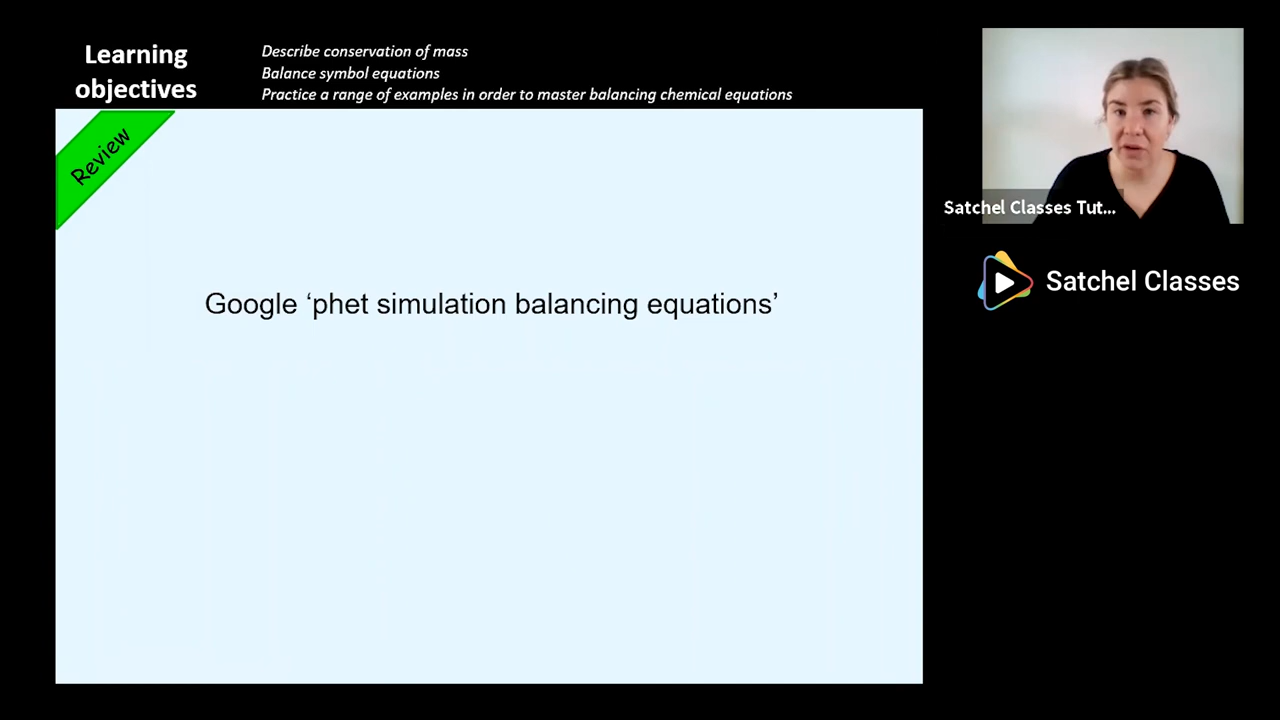 Learning
objectives
Describe conservation of mass
Balance symbol equations
Practice a range of examples in order to master balancing chemical equations
Review
Google ‘phet simulation balancing equations’
Satchel Classes Tut...
Satchel Classes